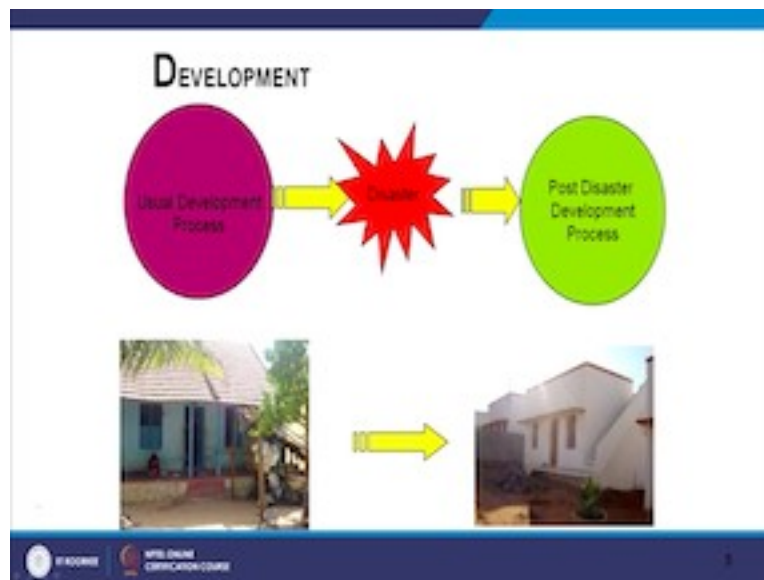 DEVELOPMENT
Usual Development
Process
Disaster
Post Disaster
Development
Process
IIT ROORKEE
NPTEL ONLINE
CERTIFICATION COURSE